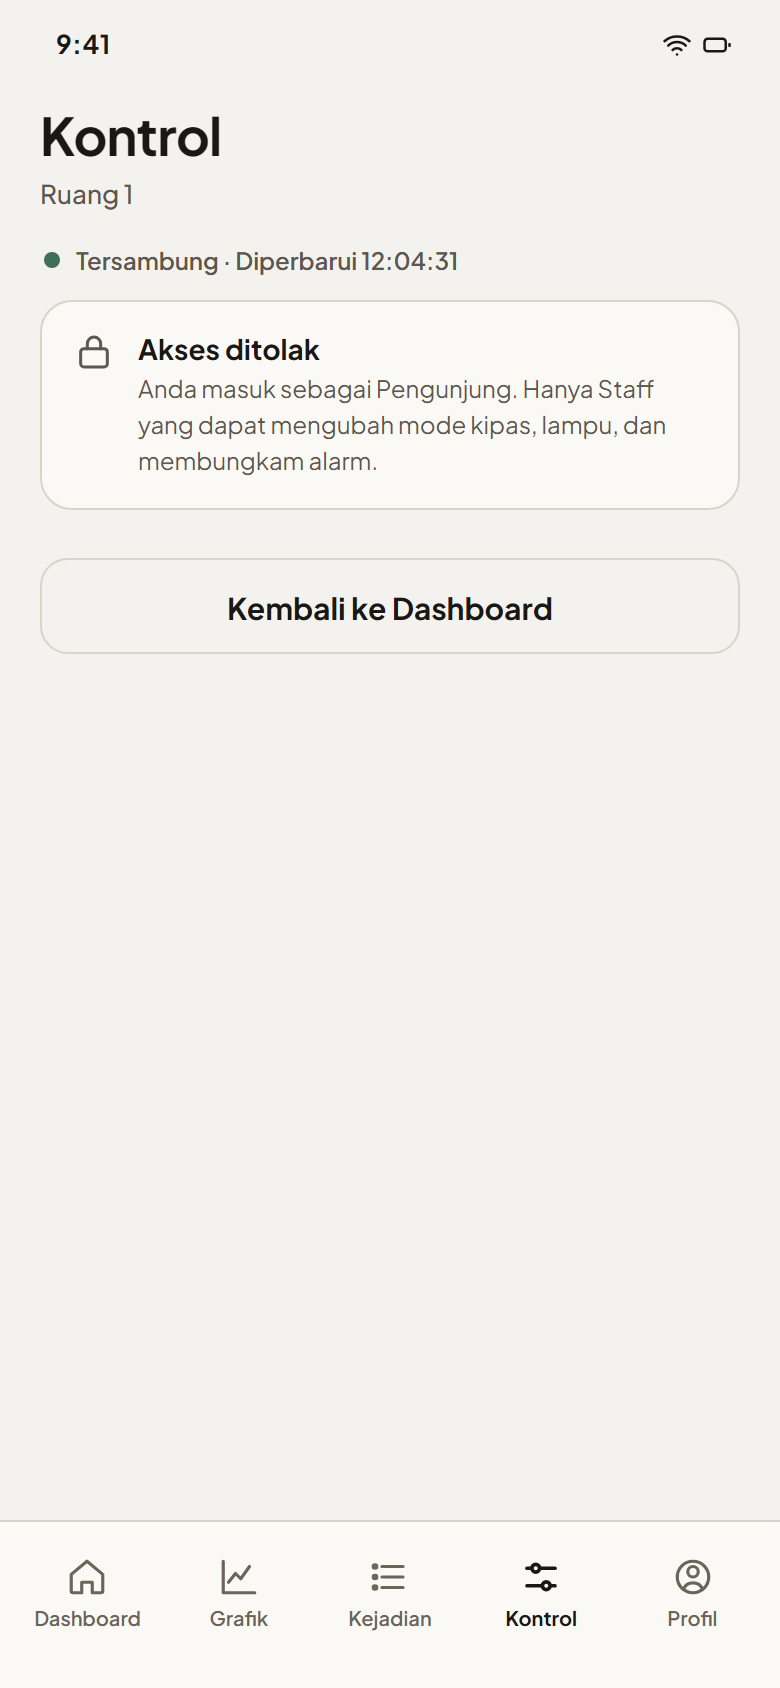 9:41
Kontrol
Ruang 1
Tersambung · Diperbarui 12:04:31
Akses ditolak
Anda masuk sebagai Pengunjung. Hanya Staff
yang dapat mengubah mode kipas, lampu, dan
membungkam alarm.
Kembali ke Dashboard
Dashboard
Grafik
Kejadian
Kontrol
Profil